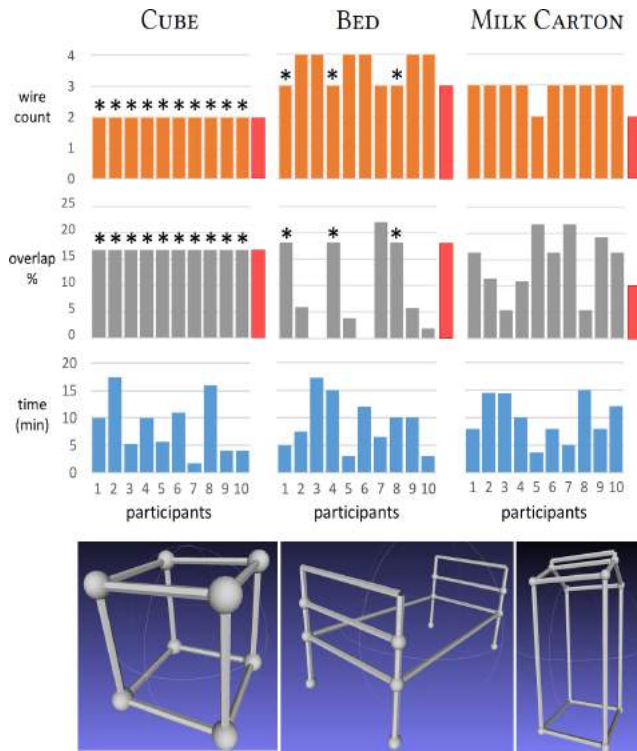 CUBE BED MILK CARTON
4
3
wire
count
2
1
0
* * * * * * * * * *
* * *
25
20
15
overlap
%
10
5
0
* * * * * * * * * *
* * *
20
15
time
(min)
10
5
0
1 2 3 4 5 6 7 8 9 10 1 2 3 4 5 6 7 8 9 10 1 2 3 4 5 6 7 8 9 10
participants participants participants